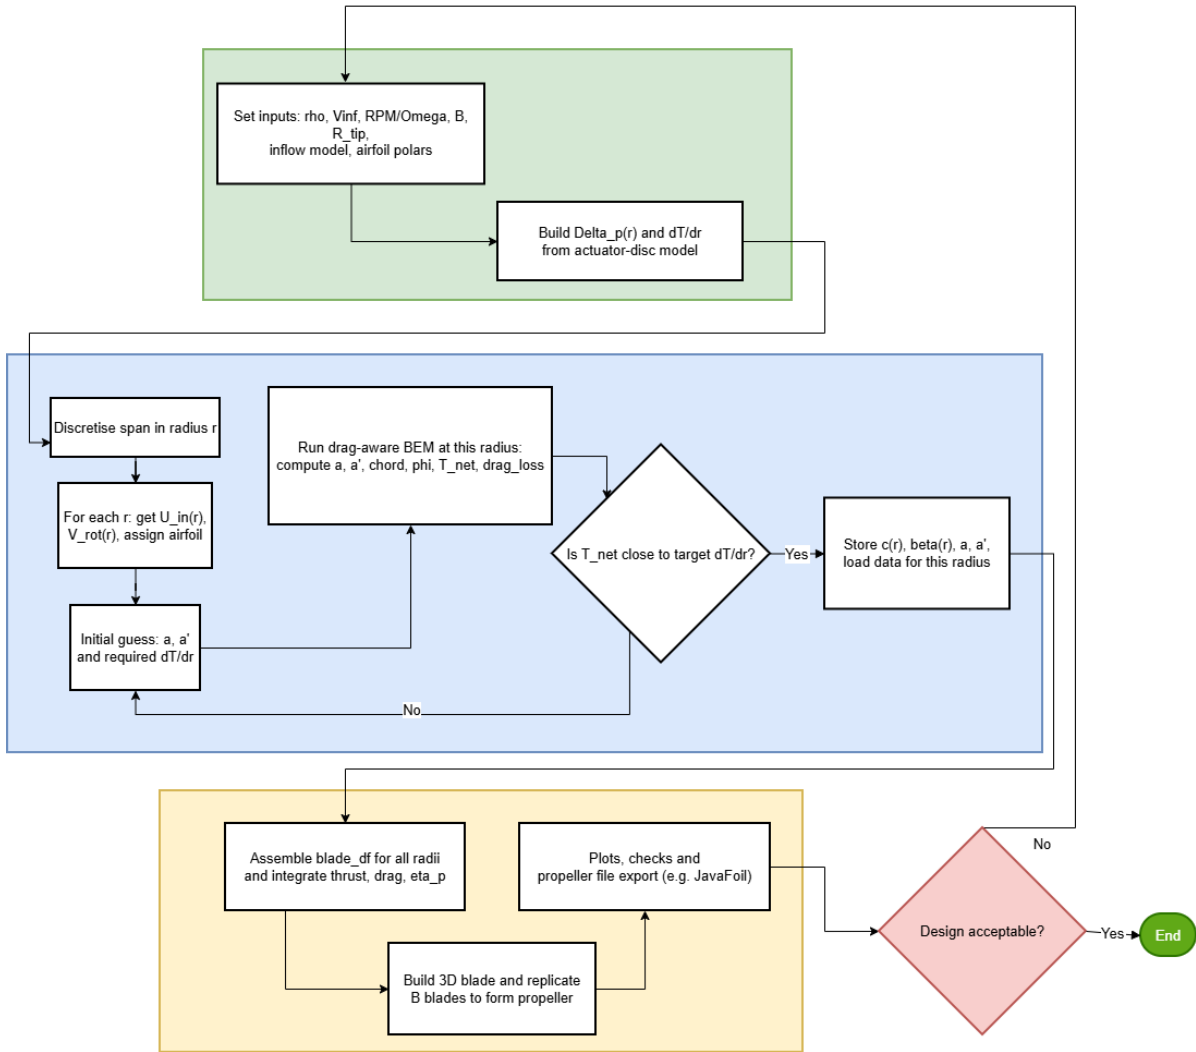 Set inputs: rho, Vinf, RPM/Omega, B,
R_tip,
inflow model, airfoil polars
Build Delta_p(r) and dT/dr
from actuator-disc model
Discretise span in radius r
For each r: get U_in(r),
V_rot(r), assign airfoil
Initial guess: a, a'
and required dT/dr
Run drag-aware BEM at this radius:
compute a, a', chord, phi, T_net, drag_loss
Is T_net close to target dT/dr?
Yes
No
Store c(r), beta(r), a, a',
load data for this radius
Assemble blade_df for all radii
and integrate thrust, drag, eta_p
Build 3D blade and replicate
B blades to form propeller
Plots, checks and
propeller file export (e.g. JavaFoil)
Design acceptable?
No
Yes
End